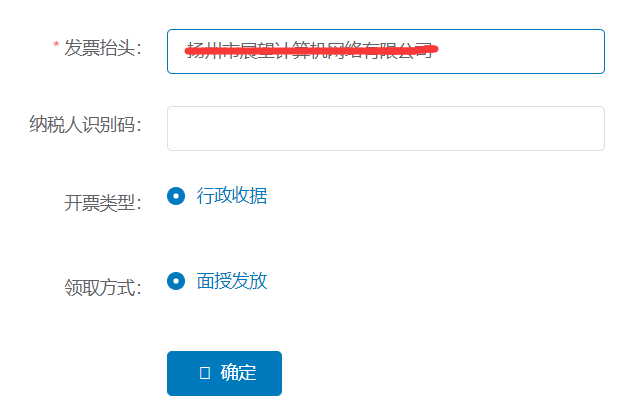 * 发票抬头：
纳税人识别码：
开票类型： 行政收据
领取方式： 面授发放
确定